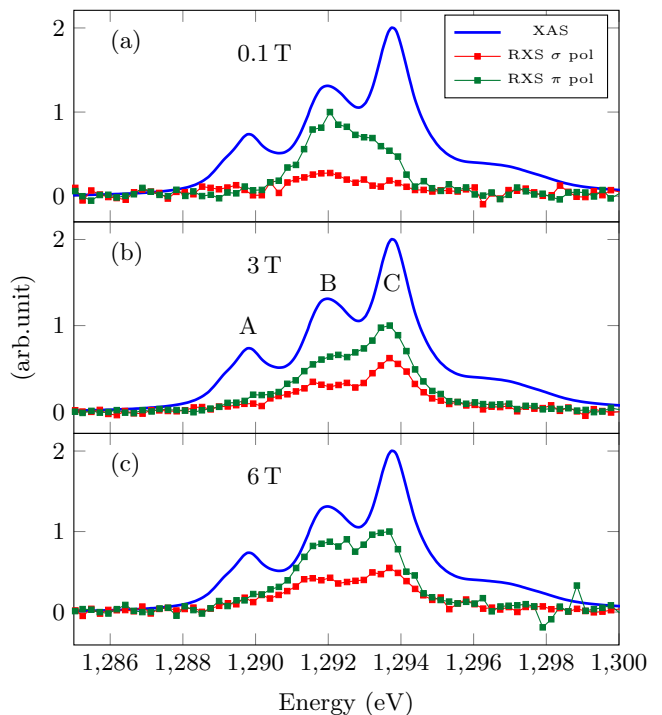 (a)
0.1 T
XAS
RXS σ pol
RXS π pol
2
1
0
(b)
3 T
A
B
C
2
1
0
(arb.unit)
(c)
6 T
2
1
0
1,286 1,288 1,290 1,292 1,294 1,296 1,298 1,300
Energy (eV)